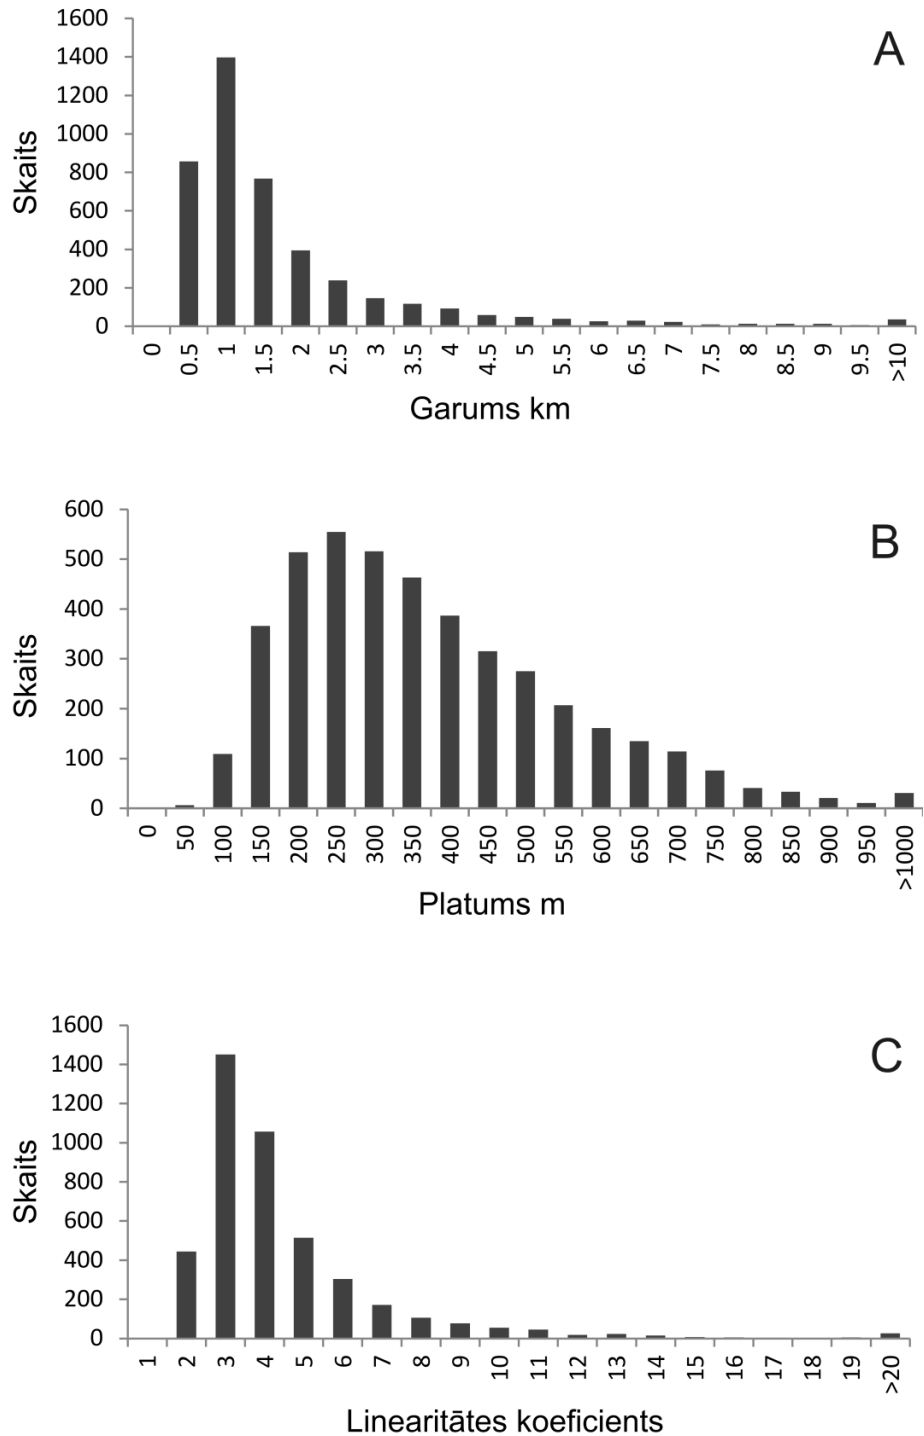 A
Skaits
1600
1400
1200
1000
800
600
400
200
0
0 0.5 1 1.5 2 2.5 3 3.5 4 4.5 5 5.5 6 6.5 7 7.5 8 8.5 9 9.5 >10
Garums km
B
Skaits
600
500
400
300
200
100
0
0 50 100 150 200 250 300 350 400 450 500 550 600 650 700 750 800 850 900 950 >1000
Platums m
C
Skaits
1600
1400
1200
1000
800
600
400
200
0
1 2 3 4 5 6 7 8 9 10 11 12 13 14 15 16 17 18 19 >20
Linearitātes koeficients